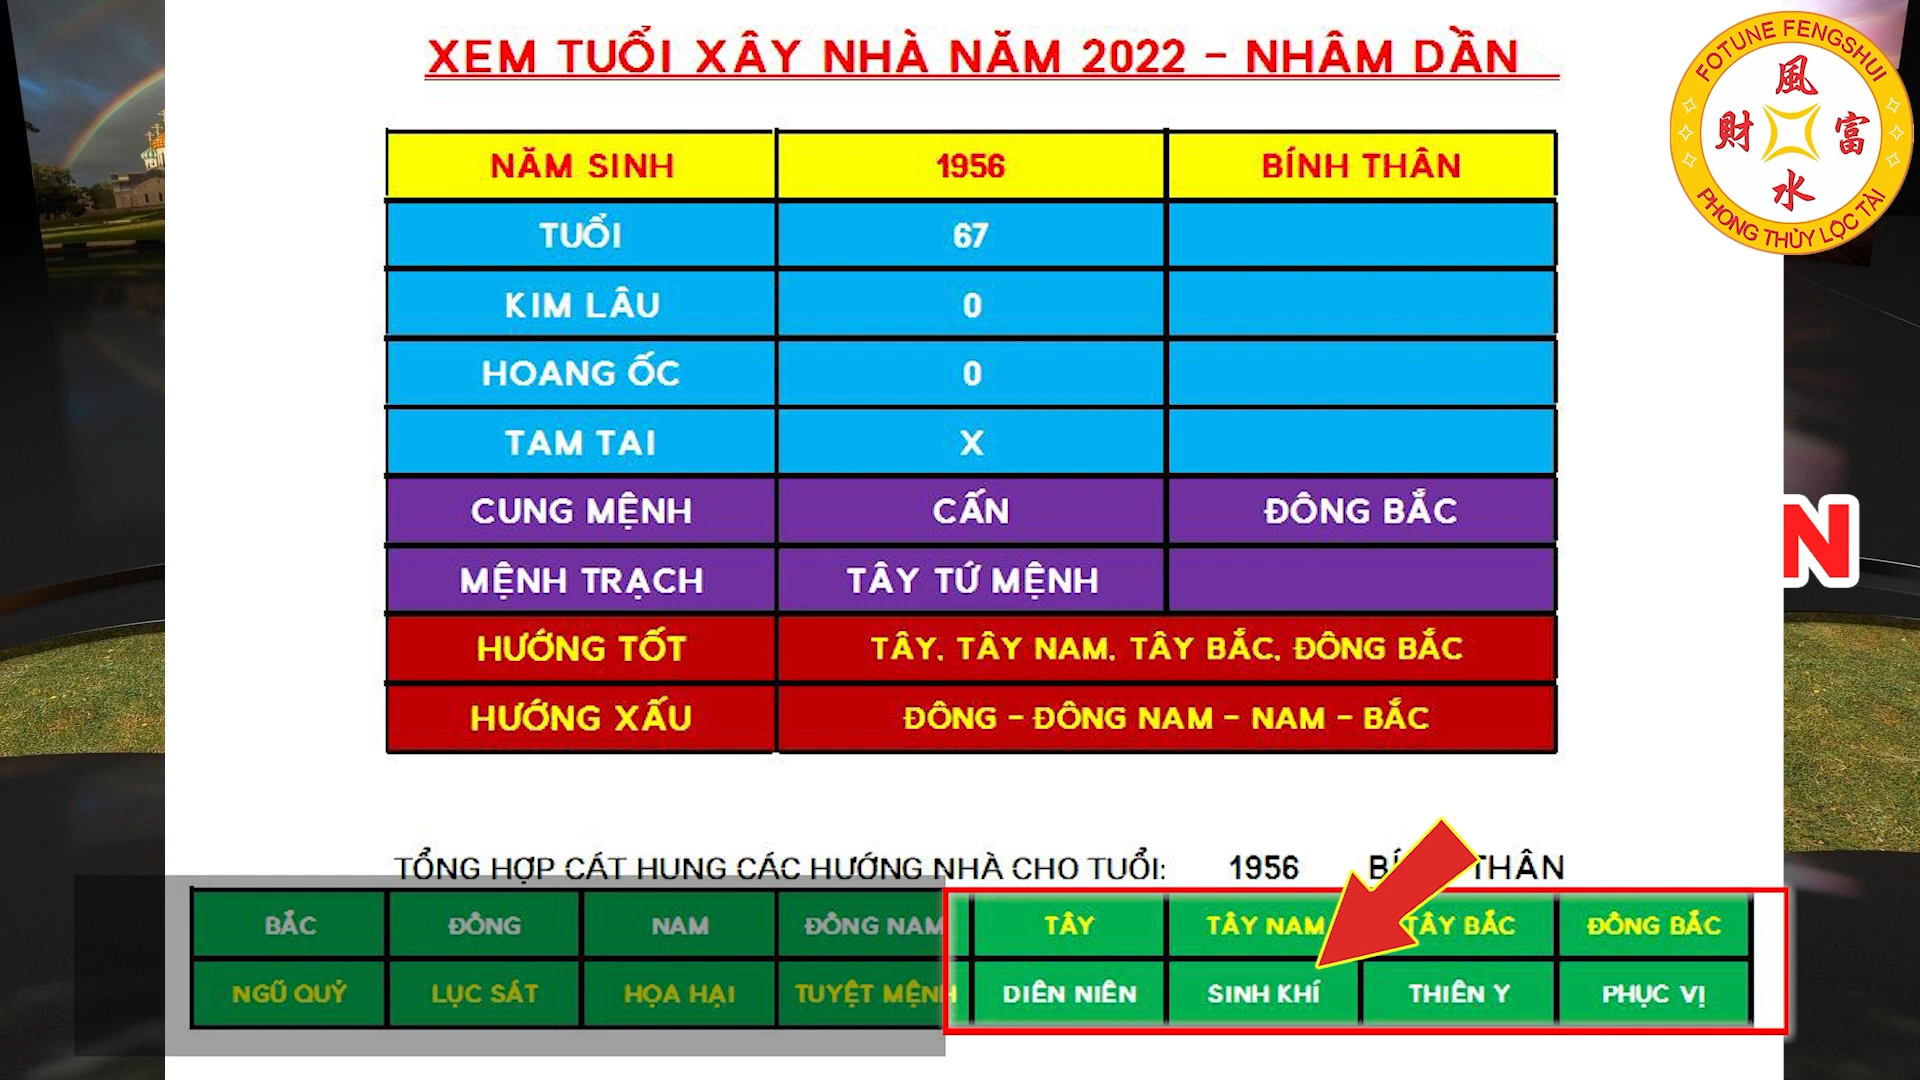 XEM TUỔI XÂY NHÀ NĂM 2022 - NHÂM DẦN
FOTUNE FENGSHUI
風
財 富
水
PHONG THỦY LỘC TÀI
NĂM SINH 1956 BÍNH THÂN
TUỔI 67
KIM LÂU 0
HOANG ỐC 0
TAM TAI X
CUNG MỆNH CẤN ĐÔNG BẮC
MỆNH TRẠCH TÂY TỨ MỆNH
N
HƯỚNG TỐT TÂY, TÂY NAM, TÂY BẮC, ĐÔNG BẮC
HƯỚNG XẤU ĐÔNG - ĐÔNG NAM - NAM - BẮC
TỔNG HỢP CÁT HUNG CÁC HƯỚNG NHÀ CHO TUỔI: 1956 BÍNH THÂN
BẮC ĐÔNG NAM ĐÔNG NAM TÂY TÂY NAM TÂY BẮC ĐÔNG BẮC
NGŨ QUỶ LỤC SÁT HỌA HẠI TUYỆT MỆNH DIÊN NIÊN SINH KHÍ THIÊN Y PHỤC VỊ